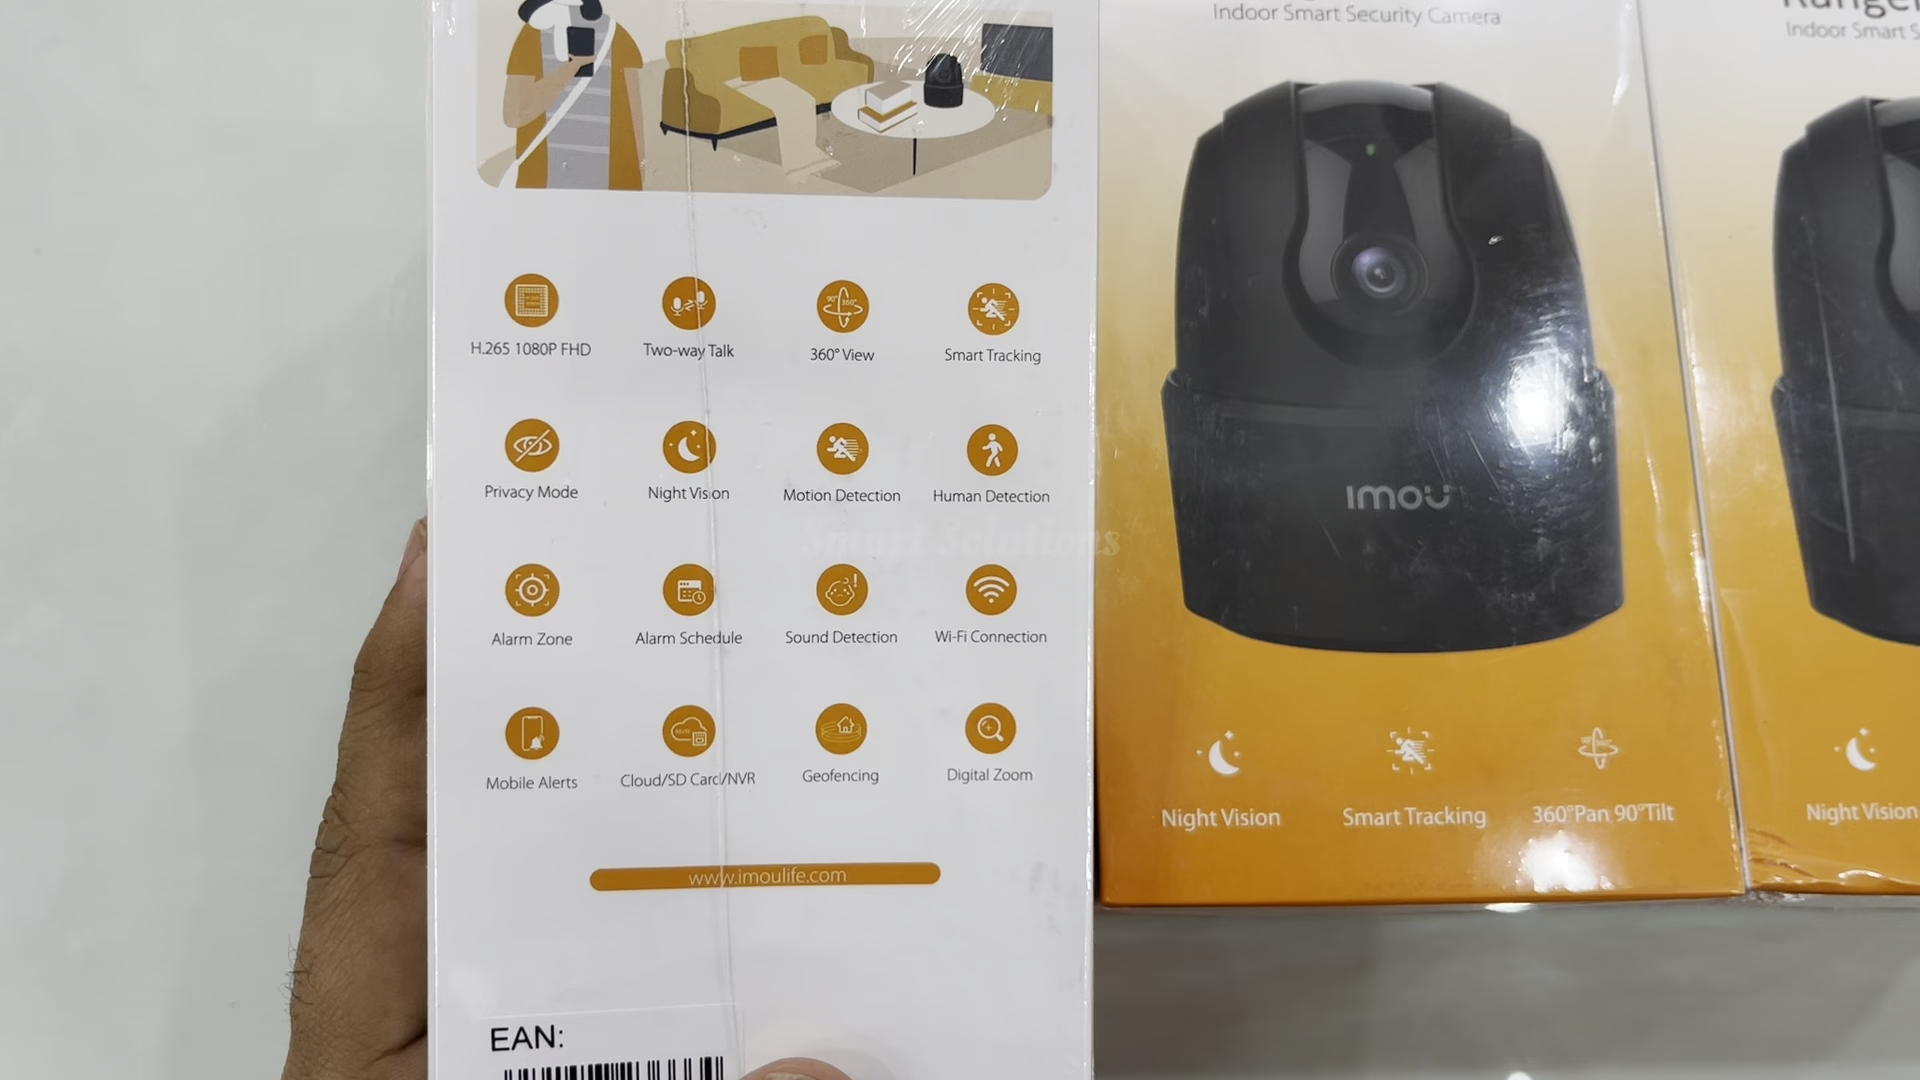 H.265 1080P FHD
Two-way Talk
360° View
Smart Tracking
Privacy Mode
Night Vision
Motion Detection
Human Detection
Alarm Zone
Alarm Schedule
Sound Detection
Wi-Fi Connection
Mobile Alerts
Cloud/SD Card/NVR
Geofencing
Digital Zoom
www.imoulife.com
EAN:
Smart Solutions
Indoor Smart Security Camera
imou
Night Vision
Smart Tracking
360°Pan 90°Tilt
Indoor Smart
Night Vision